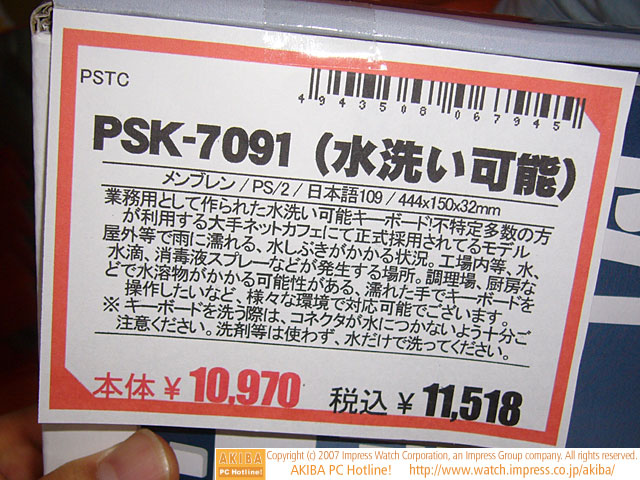 PSTC
4943508067945
PSK-7091(水洗い可能)
メンブレン/PS/2/日本語109/444x150x32mm
業務用として作られた水洗い可能キーボード!不特定多数の方
が利用する大手ネットカフェにて正式採用されてるモデル
屋外等で雨に濡れる、水しぶきがかかる状況。工場内等、水、
水滴、消毒液スプレーなどが発生する場所。調理場、厨房な
どで水溶物がかかる可能性がある。濡れた手でキーボードを
操作したいなど、様々な環境で対応可能でございます。
※キーボードを洗う際は、コネクタが水につかないよう十分ご
注意ください。洗剤等は使わず、水だけで洗ってください。
本体¥10,970 税込¥11,518
AKIBA
PC Hotline!
Copyright (c) 2007 Impress Watch Corporation, an Impress Group company. All rights reserved.
AKIBA PC Hotline! http://www.watch.impress.co.jp/akiba/